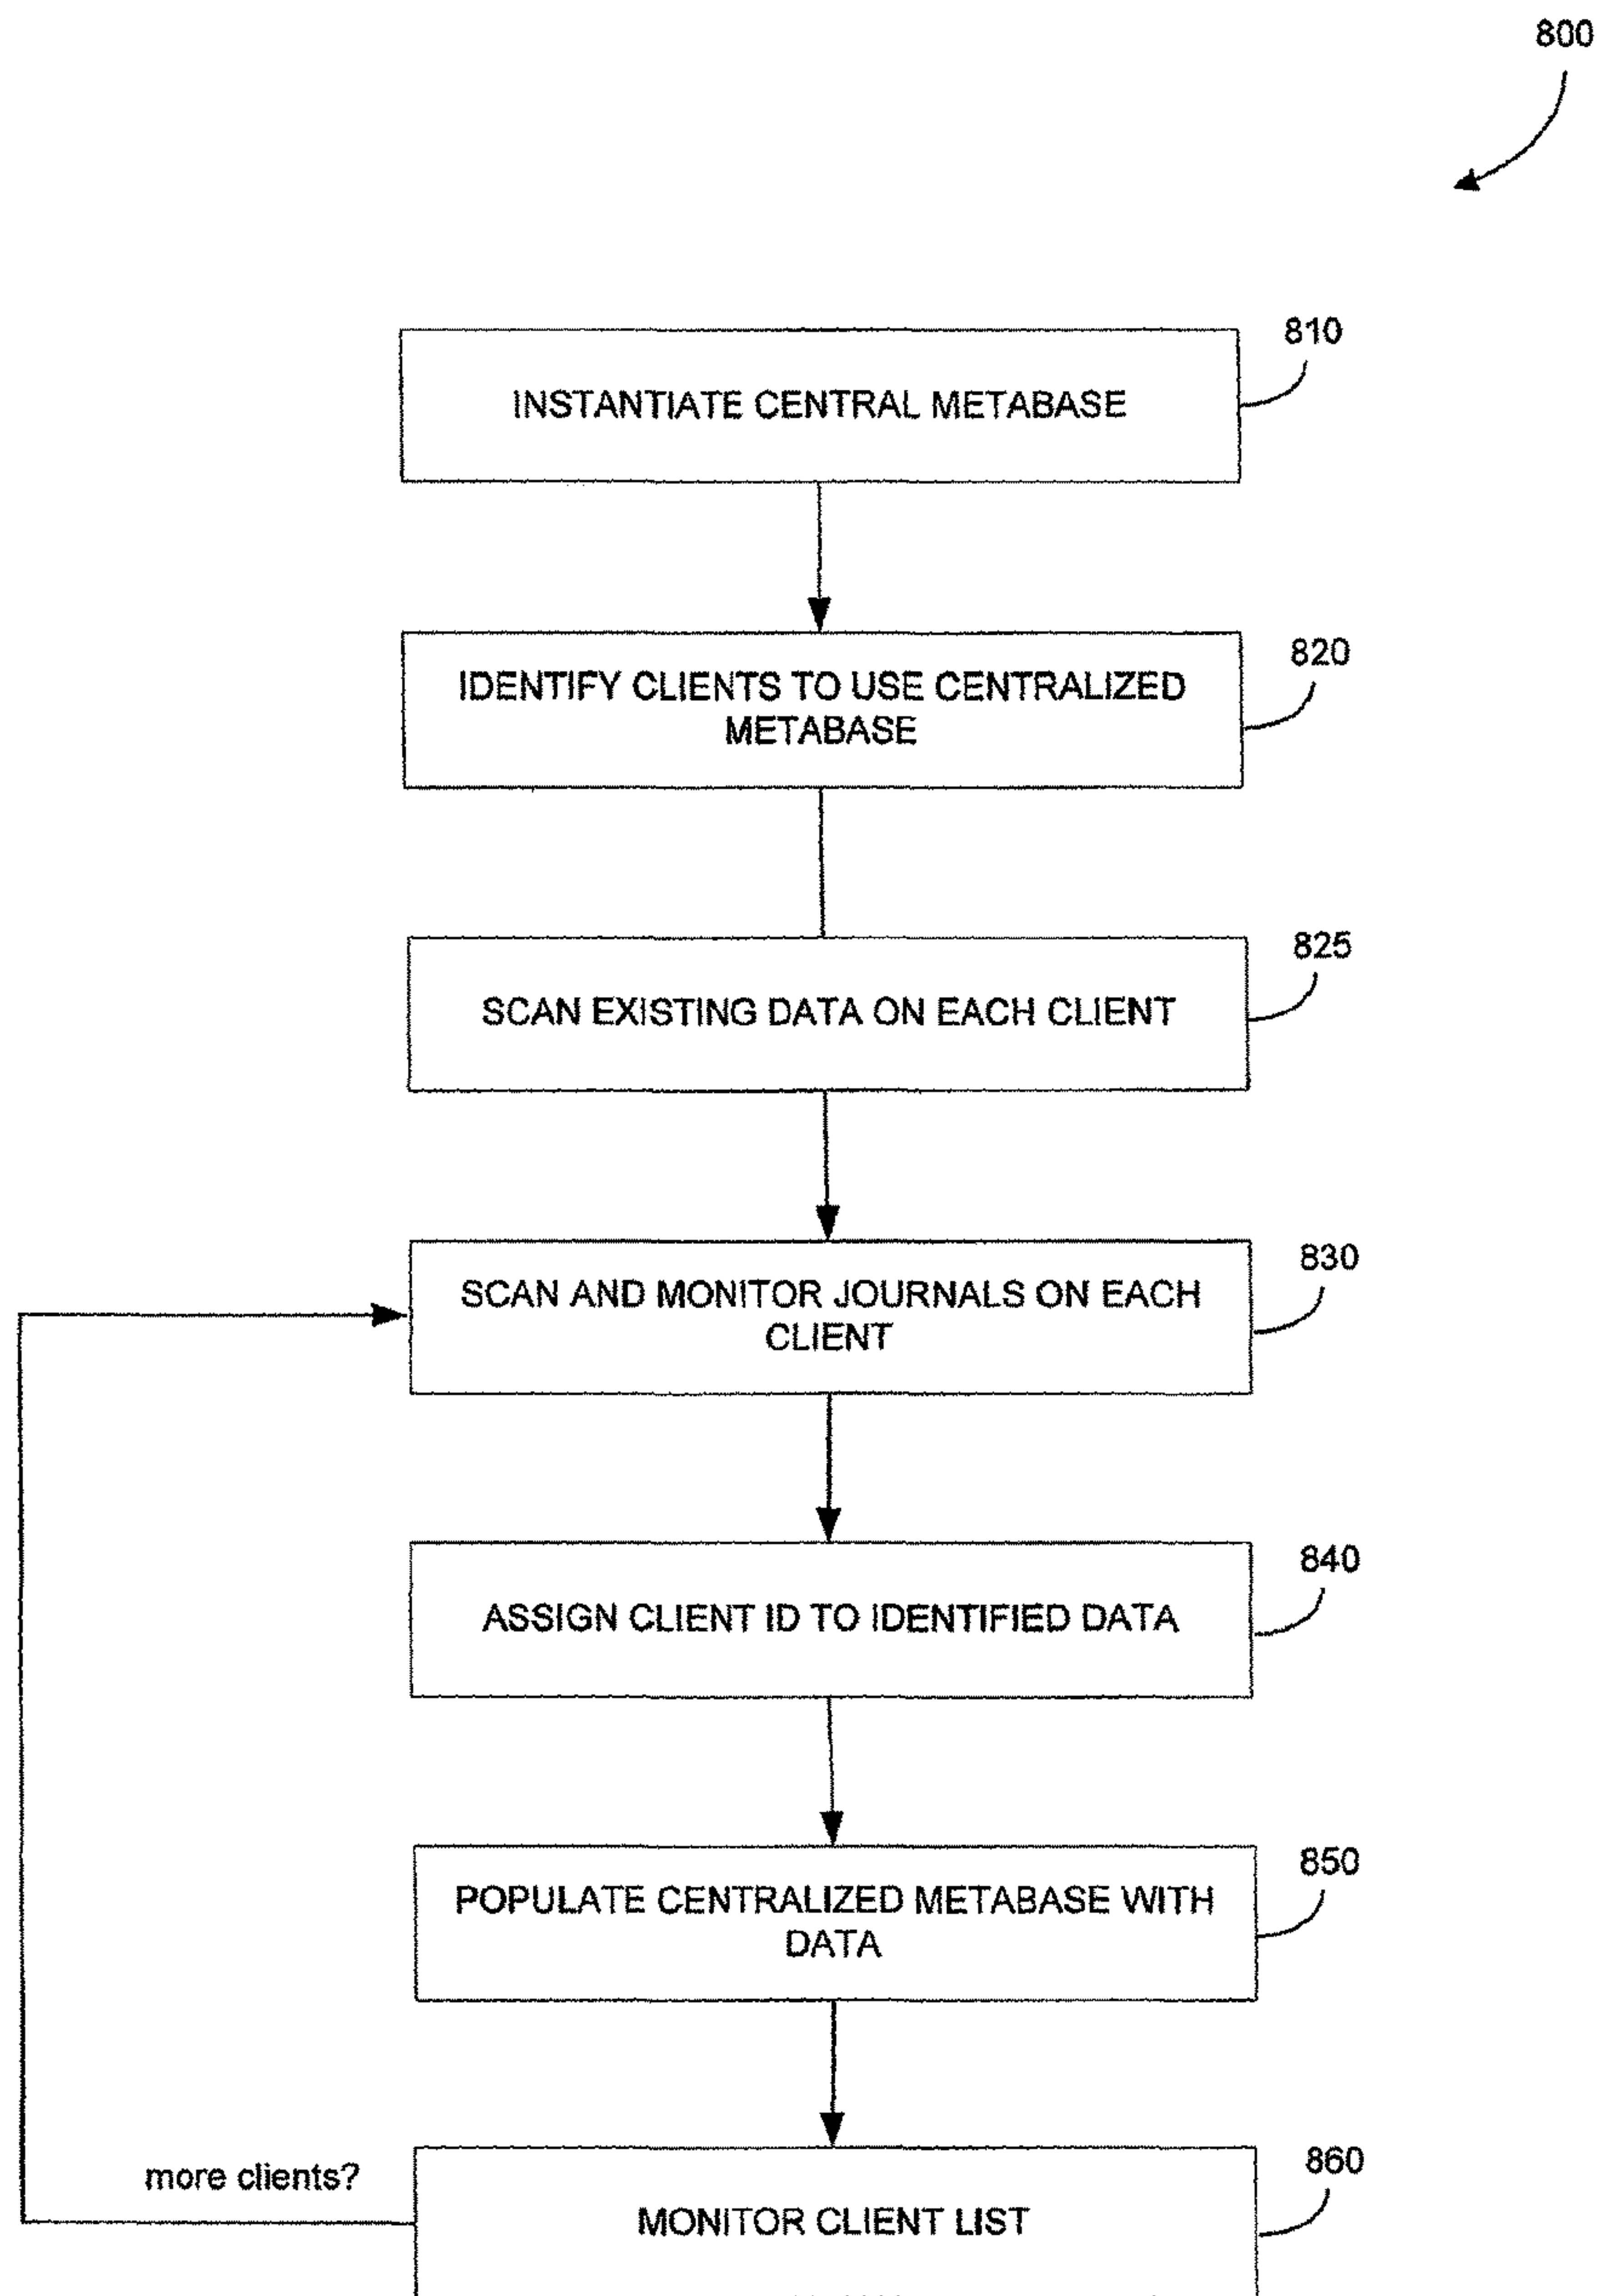 800
810
INSTANTIATE CENTRAL METABASE
820
IDENTIFY CLIENTS TO USE CENTRALIZED
METABASE
825
SCAN EXISTING DATA ON EACH CLIENT
830
SCAN AND MONITOR JOURNALS ON EACH
CLIENT
840
ASSIGN CLIENT ID TO IDENTIFIED DATA
850
POPULATE CENTRALIZED METABASE WITH
DATA
860
more clients?
MONITOR CLIENT LIST